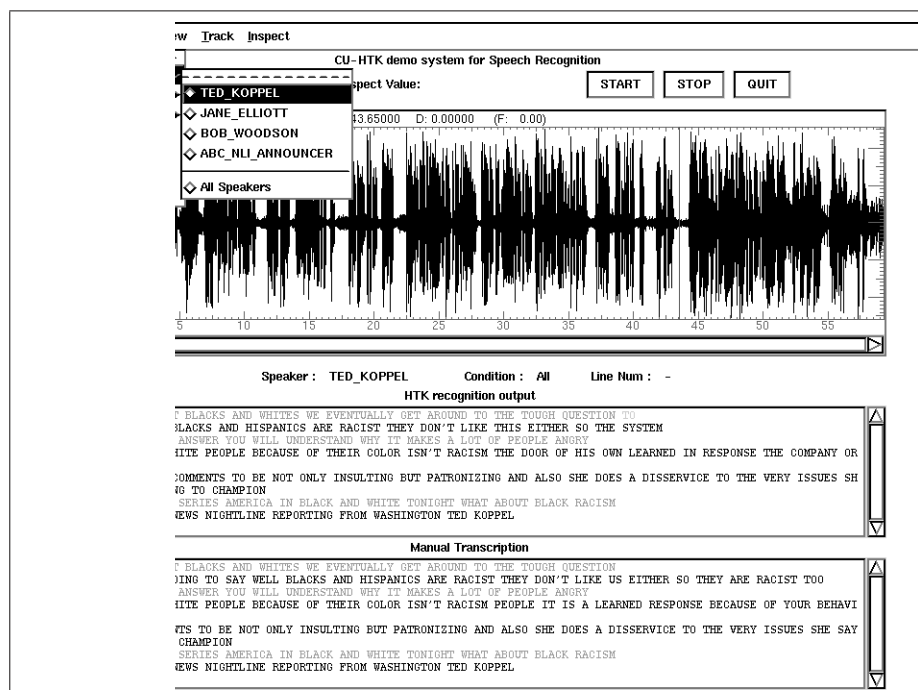 Track Inspect
CU-HTK demo system for Speech Recognition
spect Value: START STOP QUIT
TED_KOPPEL
JANE_ELLIOTT
BOB_WOODSON
ABC_NLI_ANNOUNCER
All Speakers
43.65000 D: 0.00000 (F: 0.00)
5 10 15 20 25 30 35 40 45 50 55
Speaker : TED_KOPPEL Condition : All Line Num : -
HTK recognition output
T BLACKS AND WHITES WE EVENTUALLY GET AROUND TO THE TOUGH QUESTION TO
BLACKS AND HISPANICS ARE RACIST THEY DON'T LIKE THIS EITHER SO THE SYSTEM
ANSWER YOU WILL UNDERSTAND WHY IT MAKES A LOT OF PEOPLE ANGRY
HITE PEOPLE BECAUSE OF THEIR COLOR ISN'T RACISM THE DOOR OF HIS OWN LEARNED IN RESPONSE THE COMPANY OR
COMMENTS TO BE NOT ONLY INSULTING BUT PATRONIZING AND ALSO SHE DOES A DISSERVICE TO THE VERY ISSUES SH
NG TO CHAMPION
SERIES AMERICA IN BLACK AND WHITE TONIGHT WHAT ABOUT BLACK RACISM
NEWS NIGHTLINE REPORTING FROM WASHINGTON TED KOPPEL
Manual Transcription
T BLACKS AND WHITES WE EVENTUALLY GET AROUND TO THE TOUGH QUESTION
OING TO SAY WELL BLACKS AND HISPANICS ARE RACIST THEY DON'T LIKE US EITHER SO THEY ARE RACIST TOO
ANSWER YOU WILL UNDERSTAND WHY IT MAKES A LOT OF PEOPLE ANGRY
HITE PEOPLE BECAUSE OF THEIR COLOR ISN'T RACISM PEOPLE IT IS A LEARNED RESPONSE BECAUSE OF YOUR BEHAVI
NTS TO BE NOT ONLY INSULTING BUT PATRONIZING AND ALSO SHE DOES A DISSERVICE TO THE VERY ISSUES SHE SAY
CHAMPION
SERIES AMERICA IN BLACK AND WHITE TONIGHT WHAT ABOUT BLACK RACISM
NEWS NIGHTLINE REPORTING FROM WASHINGTON TED KOPPEL